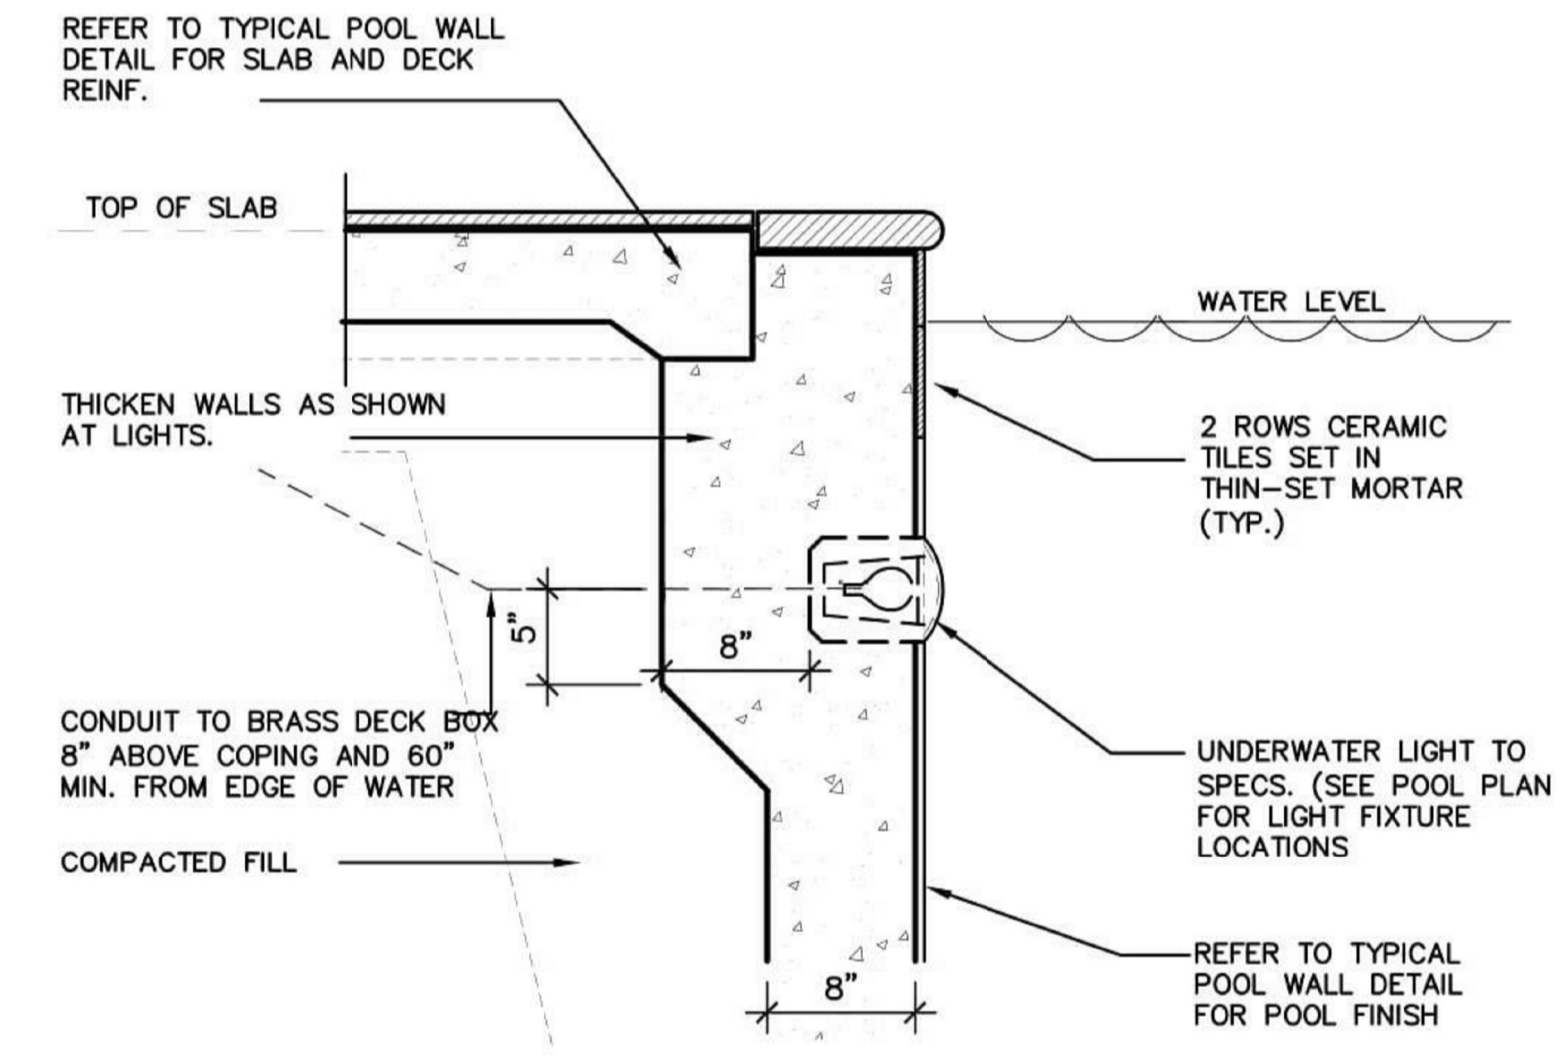 REFER TO TYPICAL POOL WALL
DETAIL FOR SLAB AND DECK
REINF.
TOP OF SLAB
WATER LEVEL
THICKEN WALLS AS SHOWN
AT LIGHTS.
2 ROWS CERAMIC
TILES SET IN
THIN-SET MORTAR
(TYP.)
5"
8"
CONDUIT TO BRASS DECK BOX
8" ABOVE COPING AND 60"
MIN. FROM EDGE OF WATER
UNDERWATER LIGHT TO
SPECS. (SEE POOL PLAN
FOR LIGHT FIXTURE
LOCATIONS
COMPACTED FILL
REFER TO TYPICAL
POOL WALL DETAIL
FOR POOL FINISH
8"